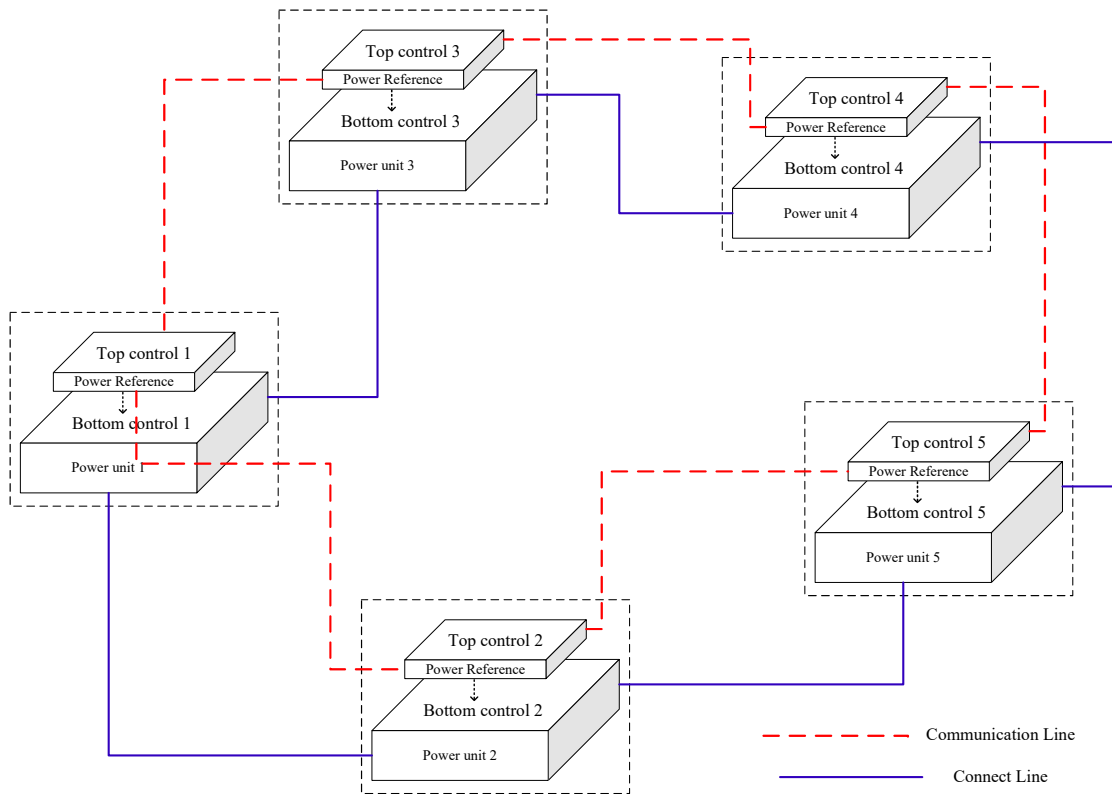 Top control 3
Power Reference
Bottom control 3
Power unit 3
Top control 4
Power Reference
Bottom control 4
Power unit 4
Top control 1
Power Reference
Bottom control 1
Power unit 1
Top control 5
Power Reference
Bottom control 5
Power unit 5
Top control 2
Power Reference
Bottom control 2
Power unit 2
Communication Line
Connect Line